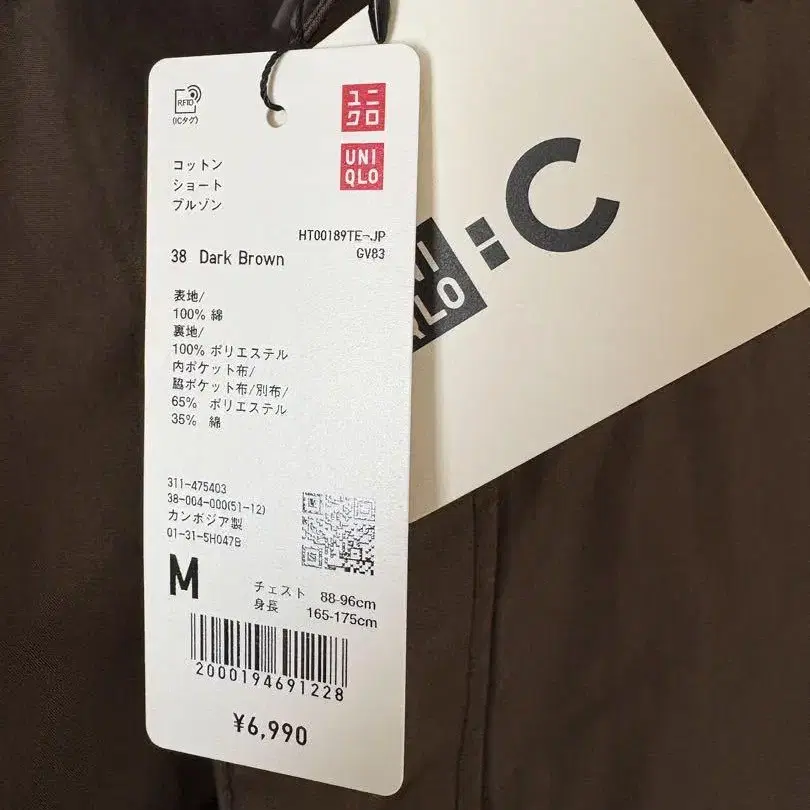 RFID
(ICタグ)
ユニ
クロ
UNI
QLO
コットン
ショート
ブルゾン
HT00189TE-JP
38 Dark Brown
GV83
表地/
100% 綿
裏地/
100% ポリエステル
内ポケット布/
脇ポケット布/別布/
65% ポリエステル
35% 綿
311-475403
38-004-000(51-12)
カンボジア製
01-31-5H047B
M
チェスト 88-96cm
身長 165-175cm
2000194691228
¥6,990
NI
QLO
:C